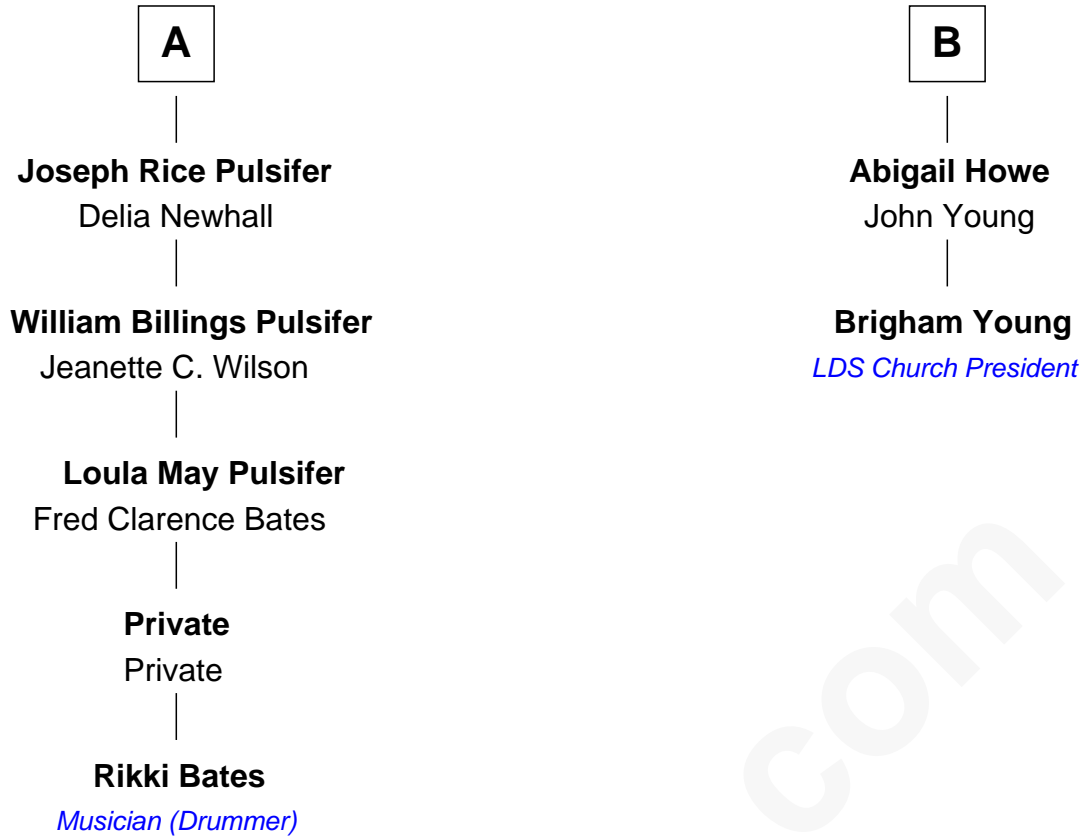 A
Joseph Rice Pulsifer
Delia Newhall
William Billings Pulsifer
Jeanette C. Wilson
Loula May Pulsifer
Fred Clarence Bates
Private
Private
Rikki Bates
Musician (Drummer)
B
Abigail Howe
John Young
Brigham Young
LDS Church President
com